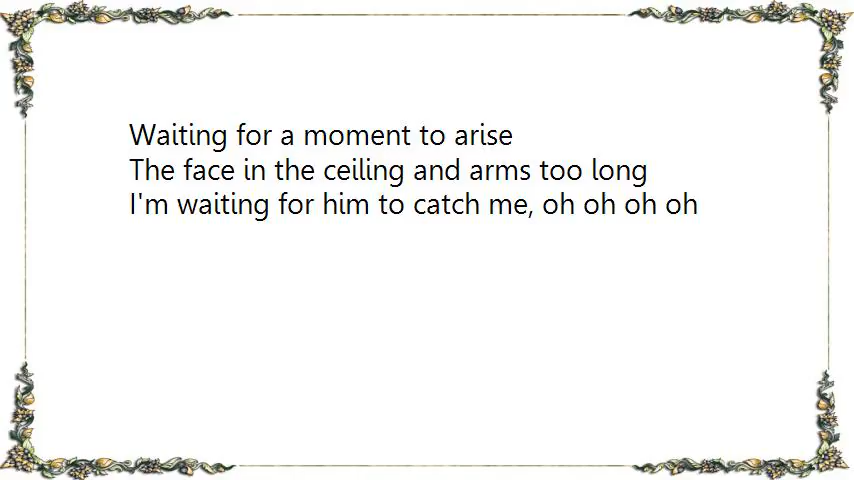 Waiting for a moment to arise
The face in the ceiling and arms too long
I'm waiting for him to catch me, oh oh oh oh